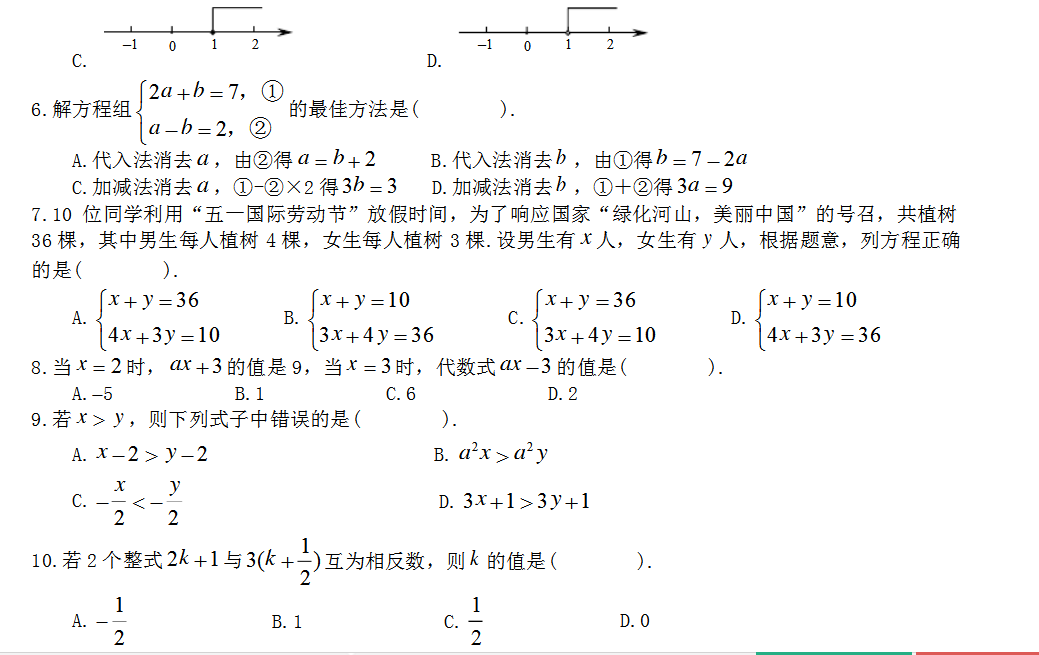 −1 0 1 2 −1 0 1 2
C. D.
6.解方程组{2a+b=7，① a−b=2，②的最佳方法是( ).
A.代入法消去a，由②得a=b+2 B.代入法消去b，由①得b=7−2a
C.加减法消去a，①-②×2得3b=3 D.加减法消去b，①＋②得3a=9
7.10 位同学利用“五一国际劳动节”放假时间，为了响应国家“绿化河山，美丽中国”的号召，共植树
36棵，其中男生每人植树4棵，女生每人植树3棵.设男生有x人，女生有y人，根据题意，列方程正确
的是( ).
A.{x+y=36 4x+3y=10 B.{x+y=10 3x+4y=36 C.{x+y=36 3x+4y=10 D.{x+y=10 4x+3y=36
8.当x=2时，ax+3的值是9，当x=3时，代数式ax−3的值是( ).
A.−5 B.1 C.6 D.2
9.若x>y，则下列式子中错误的是( ).
A. x−2>y−2 B. a²x>a²y
C. −x/2<−y/2 D. 3x+1>3y+1
10.若2个整式2k+1与3(k+1/2)互为相反数，则k的值是( ).
A. −1/2 B.1 C. 1/2 D.0